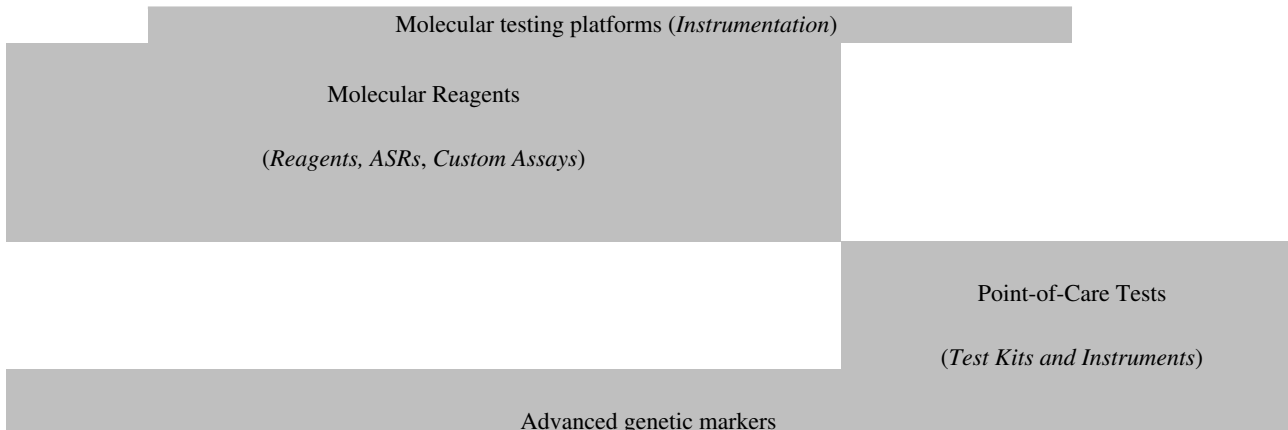 Molecular testing platforms (Instrumentation)
Molecular Reagents
(Reagents, ASRs, Custom Assays)
Point-of-Care Tests
(Test Kits and Instruments)
Advanced genetic markers